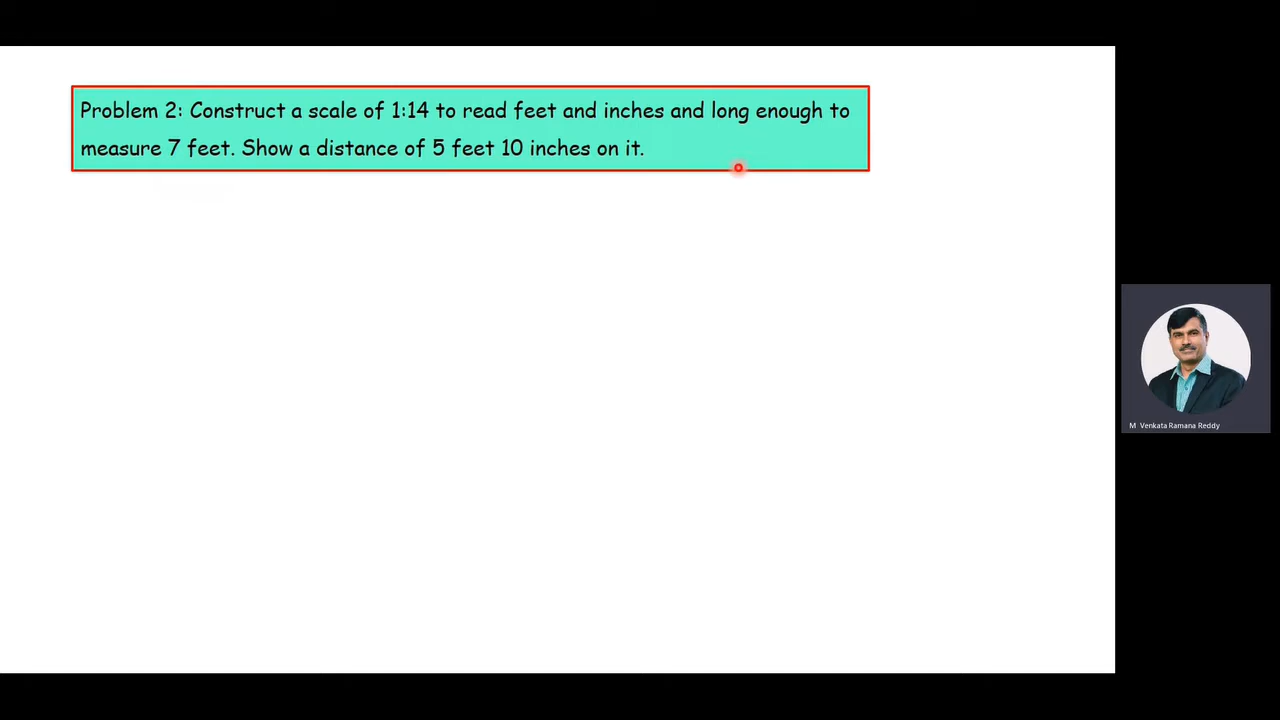 Problem 2: Construct a scale of 1:14 to read feet and inches and long enough to
measure 7 feet. Show a distance of 5 feet 10 inches on it.
M Venkata Ramana Reddy